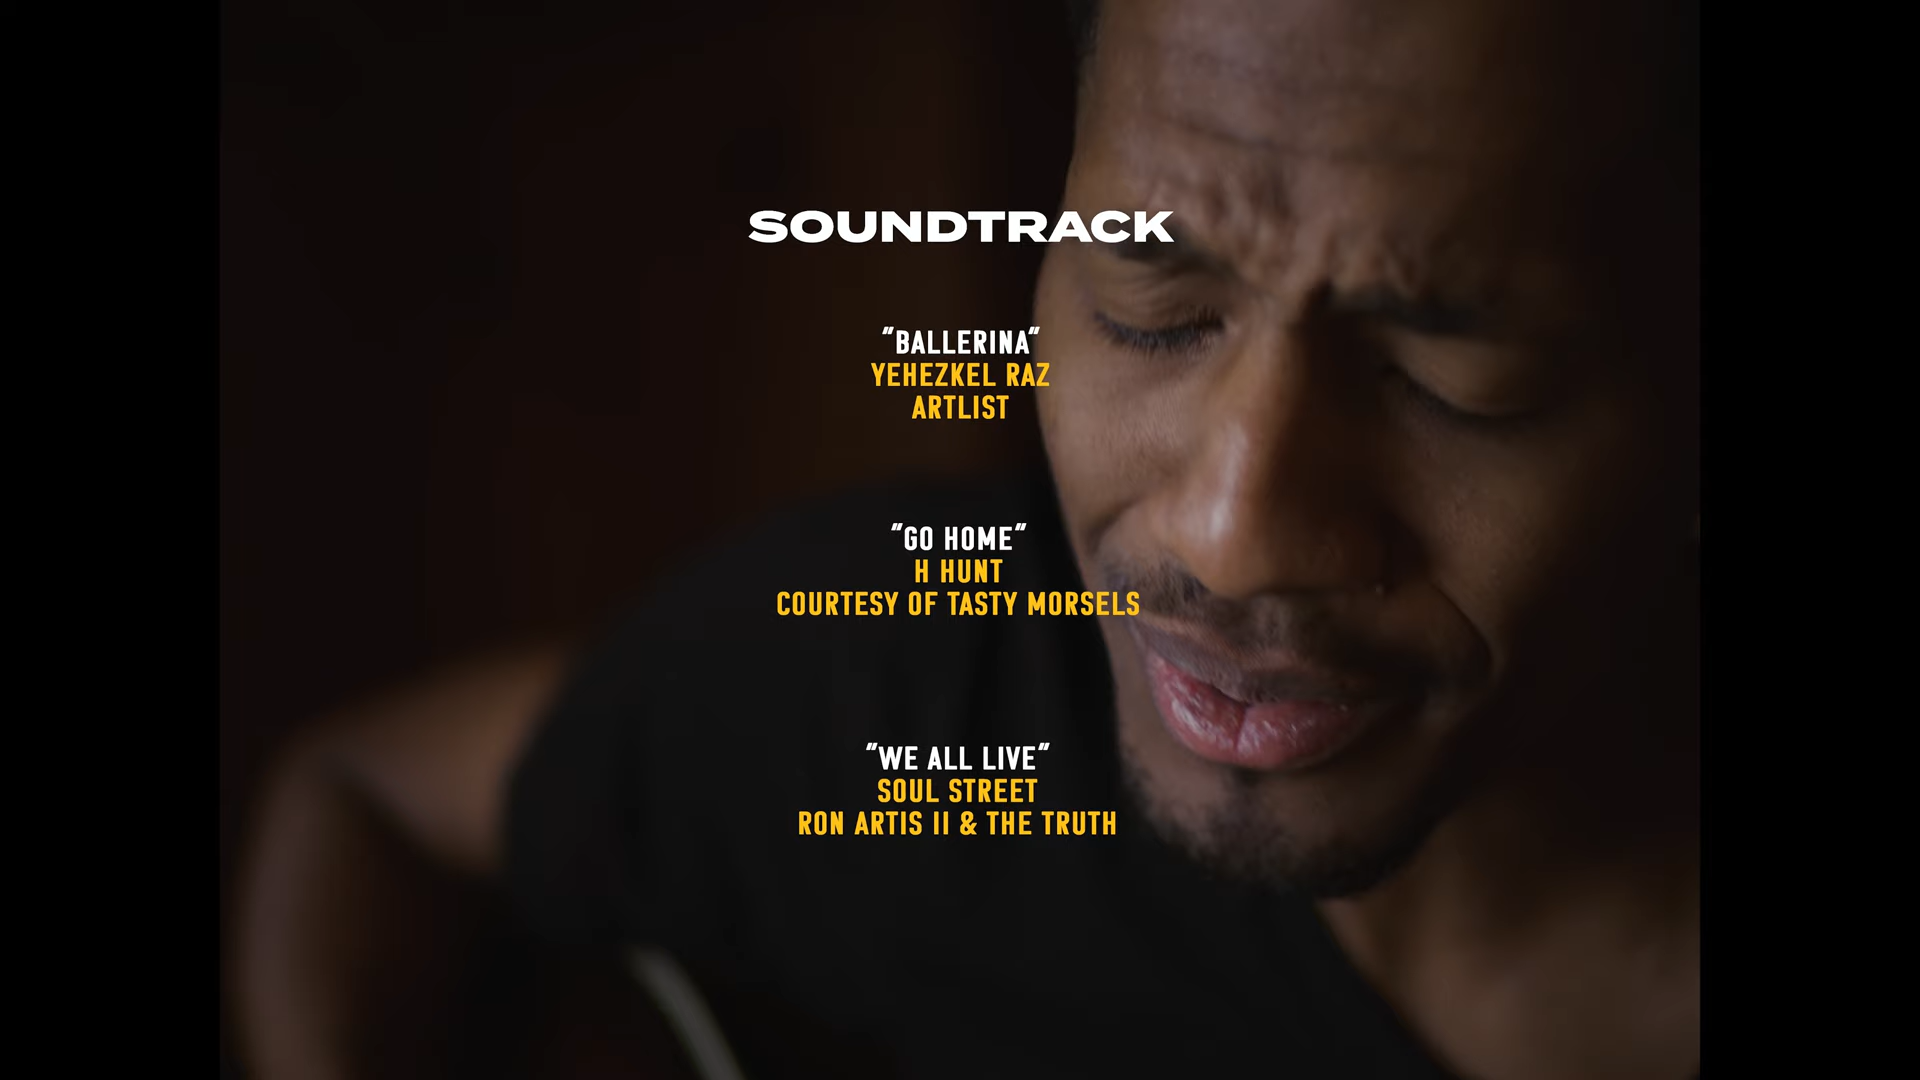 SOUNDTRACK
"BALLERINA"
YEHEZKEL RAZ
ARTLIST
"GO HOME"
H HUNT
COURTESY OF TASTY MORSELS
"WE ALL LIVE"
SOUL STREET
RON ARTIS II & THE TRUTH